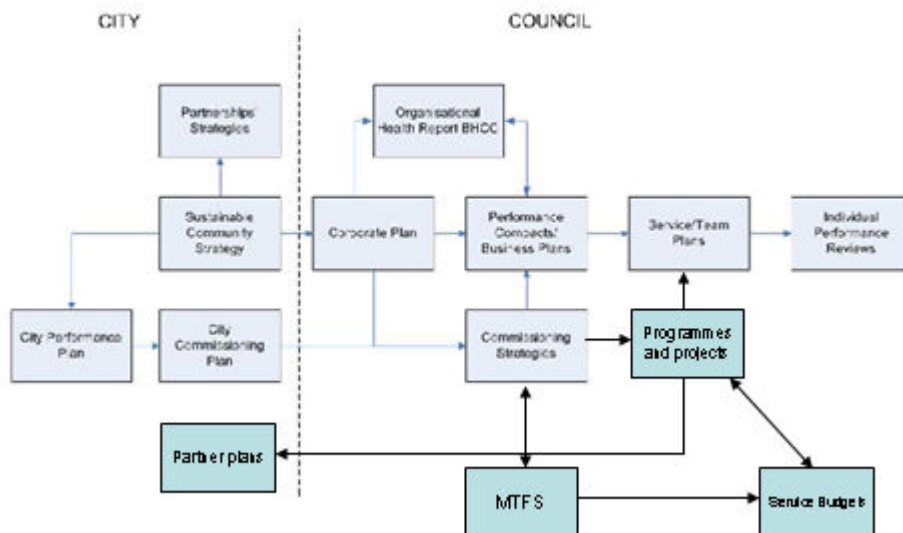 CITY
COUNCIL
Partnerships'
Strategies
Organisational
Health Report BHCC
Sustainable
Community
Strategy
Corporate Plan
Performance
Compacts/
Business Plans
Service/Team
Plans
Individual
Performance
Reviews
City Performance
Plan
City
Commissioning
Plan
Commissioning
Strategies
Programmes
and projects
Partner plans
MTFS
Service Budgets